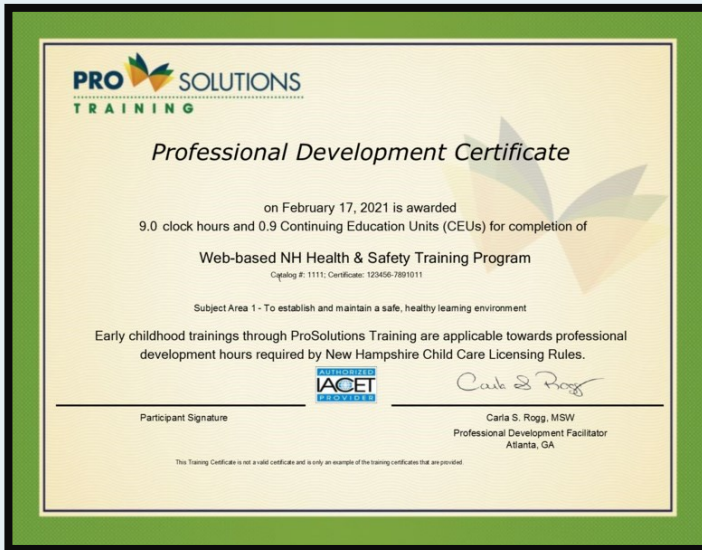 PRO SOLUTIONS
TRAINING
Professional Development Certificate
on February 17, 2021 is awarded
9.0 clock hours and 0.9 Continuing Education Units (CEUs) for completion of
Web-based NH Health & Safety Training Program
Catalog #: 1111; Certificate: 123456-7891011
Subject Area 1 - To establish and maintain a safe, healthy learning environment
Early childhood trainings through ProSolutions Training are applicable towards professional
development hours required by New Hampshire Child Care Licensing Rules.
AUTHORIZED
IACET
PROVIDER
Carla S Rogg
Participant Signature
Carla S. Rogg, MSW
Professional Development Facilitator
Atlanta, GA
This Training Certificate is not a valid certificate and is only an example of the training certificates that are provided.